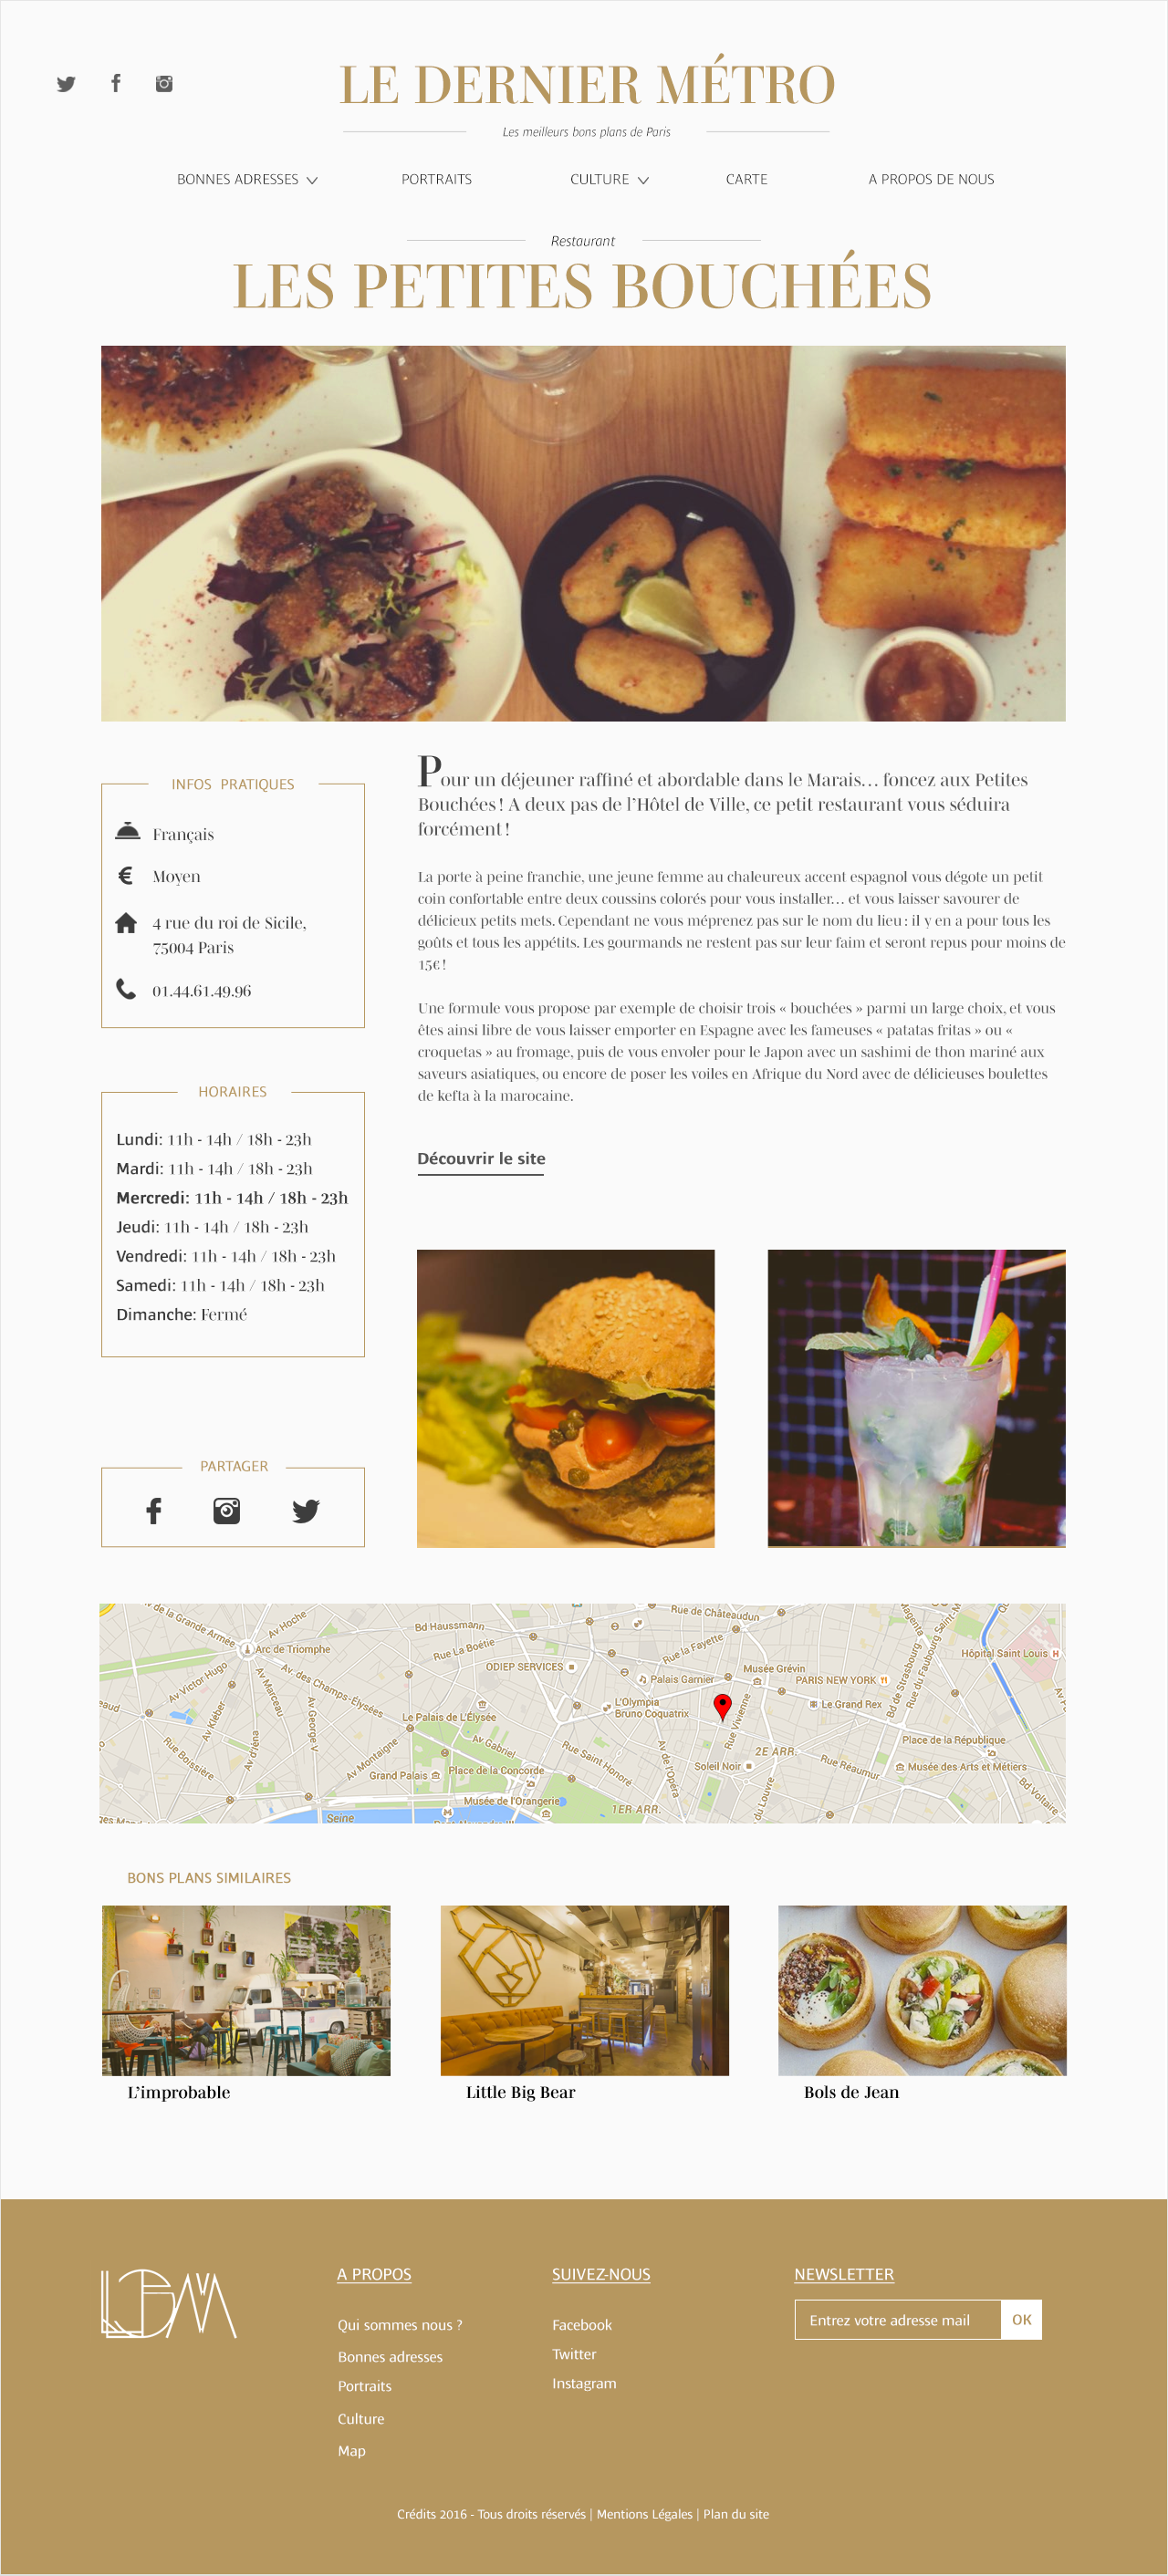 LE DERNIER MÉTRO
Les meilleurs bons plans de Paris
BONNES ADRESSES
PORTRAITS
CULTURE
CARTE
A PROPOS DE NOUS
Restaurant
LES PETITES BOUCHÉES
INFOS PRATIQUES
Français
€
Moyen
4 rue du roi de Sicile,
75004 Paris
01.44.61.49.96
HORAIRES
Lundi: 11h - 14h / 18h - 23h
Mardi: 11h - 14h / 18h - 23h
Mercredi: 11h - 14h / 18h - 23h
Jeudi: 11h - 14h / 18h - 23h
Vendredi: 11h - 14h / 18h - 23h
Samedi: 11h - 14h / 18h - 23h
Dimanche: Fermé
PARTAGER
Pour un déjeuner raffiné et abordable dans le Marais… foncez aux Petites
Bouchées ! A deux pas de l’Hôtel de Ville, ce petit restaurant vous séduira
forcément !
La porte à peine franchie, une jeune femme au chaleureux accent espagnol vous dégote un petit
coin confortable entre deux coussins colorés pour vous installer… et vous laisser savourer de
délicieux petits mets. Cependant ne vous méprenez pas sur le nom du lieu : il y en a pour tous les
goûts et tous les appétits. Les gourmands ne restent pas sur leur faim et seront repus pour moins de
15€ !
Une formule vous propose par exemple de choisir trois « bouchées » parmi un large choix, et vous
êtes ainsi libre de vous laisser emporter en Espagne avec les fameuses « patatas fritas » ou «
croquetas » au fromage, puis de vous envoler pour le Japon avec un sashimi de thon mariné aux
saveurs asiatiques, ou encore de poser les voiles en Afrique du Nord avec de délicieuses boulettes
de kefta à la marocaine.
Découvrir le site
Av de la Grande Armée
Av Hoche
Bd Haussmann
Rue de Châteaudun
Arc de Triomphe
Rue La Boétie
Rue la Fayette
Hôpital Saint Louis
Av Victor Hugo
Av Marceau
Av. des Champs-Élysées
ODIEP SERVICES
Musée Grévin
Palais Garnier
PARIS NEW YORK
Bd de Strasbourg
Rue du Faubourg Saint-M
Av Kléber
Av George V
Le Palais de L'Élysée
L'Olympia
Bruno Coquatrix
Rue Vivienne
Le Grand Rex
Av d'Iéna
Av Montaigne
Av Gabriel
Rue Saint Honoré
Av de l'Opéra
2E ARR.
Place de la République
Rue Boissière
Grand Palais
Place de la Concorde
Soleil Noir
Rue Réaumur
Musée des Arts et Métiers
Musée de l'Orangerie
1ER ARR.
du Louvre
Bd Voltaire
Seine
BONS PLANS SIMILAIRES
L’improbable
Little Big Bear
Bols de Jean
A PROPOS
Qui sommes nous ?
Bonnes adresses
Portraits
Culture
Map
SUIVEZ-NOUS
Facebook
Twitter
Instagram
NEWSLETTER
Entrez votre adresse mail
OK
Crédits 2016 - Tous droits réservés | Mentions Légales | Plan du site